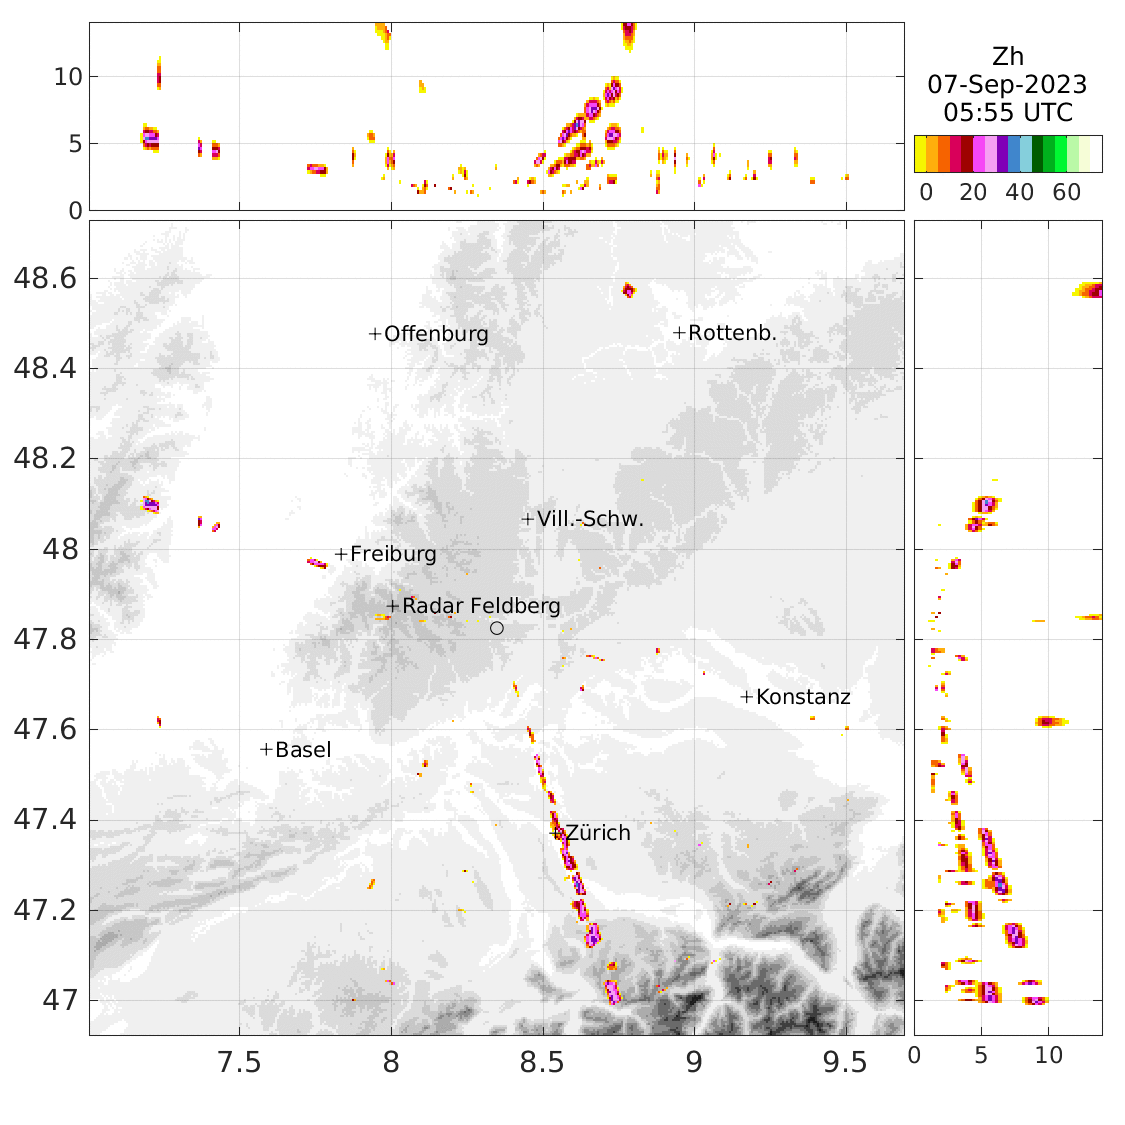 Zh
07-Sep-2023
05:55 UTC
0 20 40 60
10
5
0
48.6
+Offenburg +Rottenb.
48.4
48.2
+Vill.-Schw.
48
+Freiburg
+Radar Feldberg
47.8
+Konstanz
47.6
+Basel
47.4
+Zürich
47.2
47
7.5 8 8.5 9 9.5
0 5 10